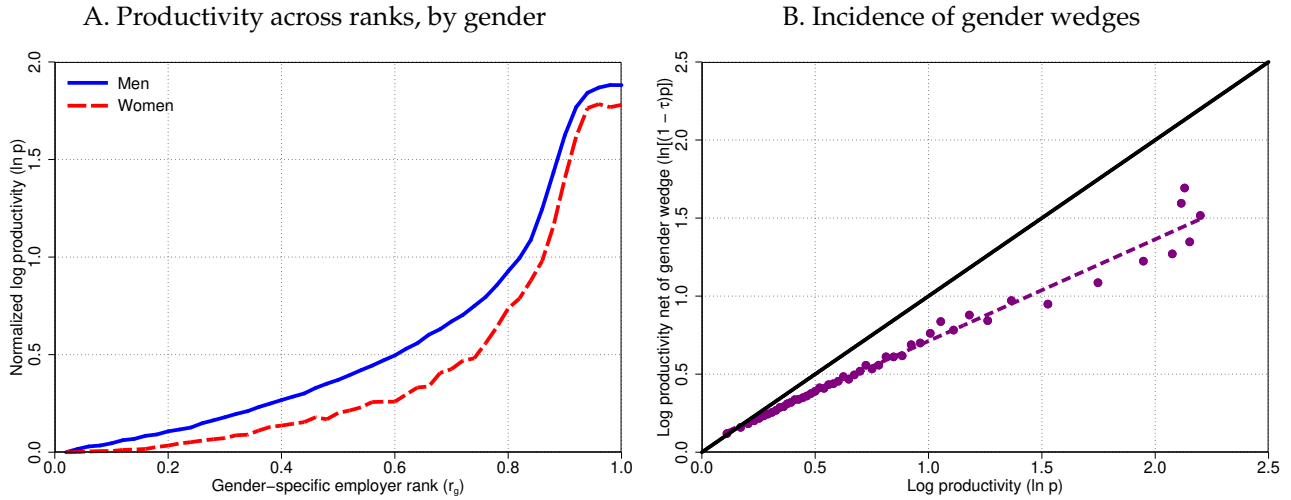 A. Productivity across ranks, by gender
Normalized log productivity (ln p)
2.0
1.5
1.0
0.5
0.0
Men
Women
0.0 0.2 0.4 0.6 0.8 1.0
Gender−specific employer rank (r_g)
B. Incidence of gender wedges
Log productivity net of gender wedge (ln[(1 − τ)p])
2.5
2.0
1.5
1.0
0.5
0.0
0.0 0.5 1.0 1.5 2.0 2.5
Log productivity (ln p)